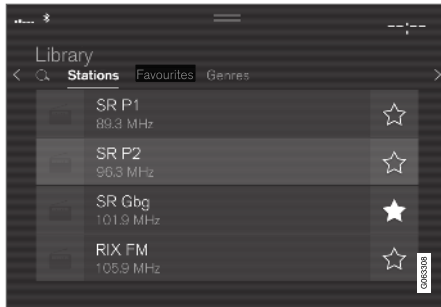 --:--
Library
Stations Favourites Genres
SR P1
89.3 MHz
SR P2
96.3 MHz
SR Gbg
101.9 MHz
RIX FM
105.9 MHz
G063308